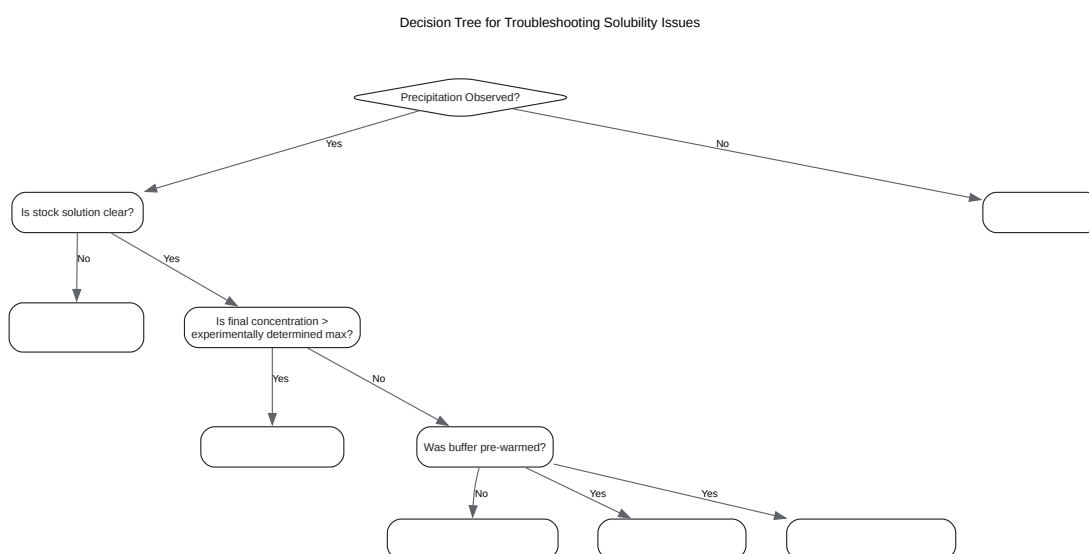 Decision Tree for Troubleshooting Solubility Issues
Precipitation Observed?
Yes
No
Is stock solution clear?
No
Yes
Is final concentration >
experimentally determined max?
Yes
No
Was buffer pre-warmed?
No
Yes
Yes